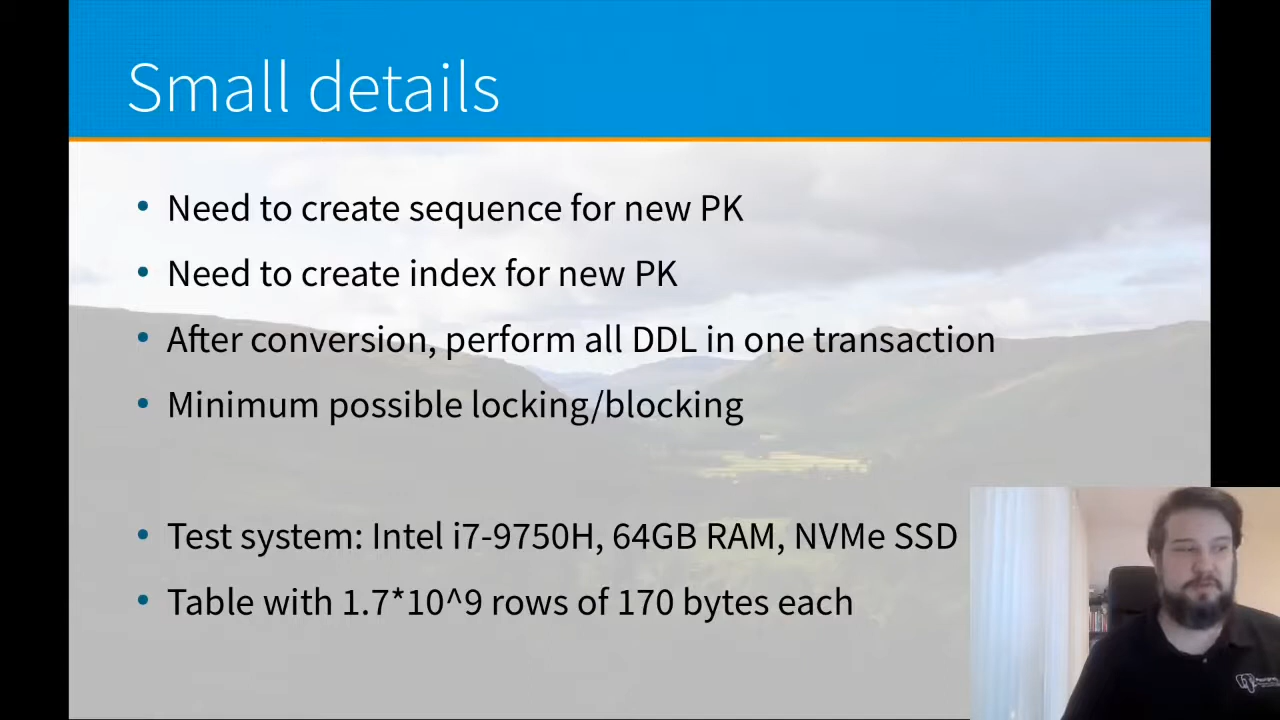 Small details
• Need to create sequence for new PK
• Need to create index for new PK
• After conversion, perform all DDL in one transaction
• Minimum possible locking/blocking
• Test system: Intel i7-9750H, 64GB RAM, NVMe SSD
• Table with 1.7*10^9 rows of 170 bytes each